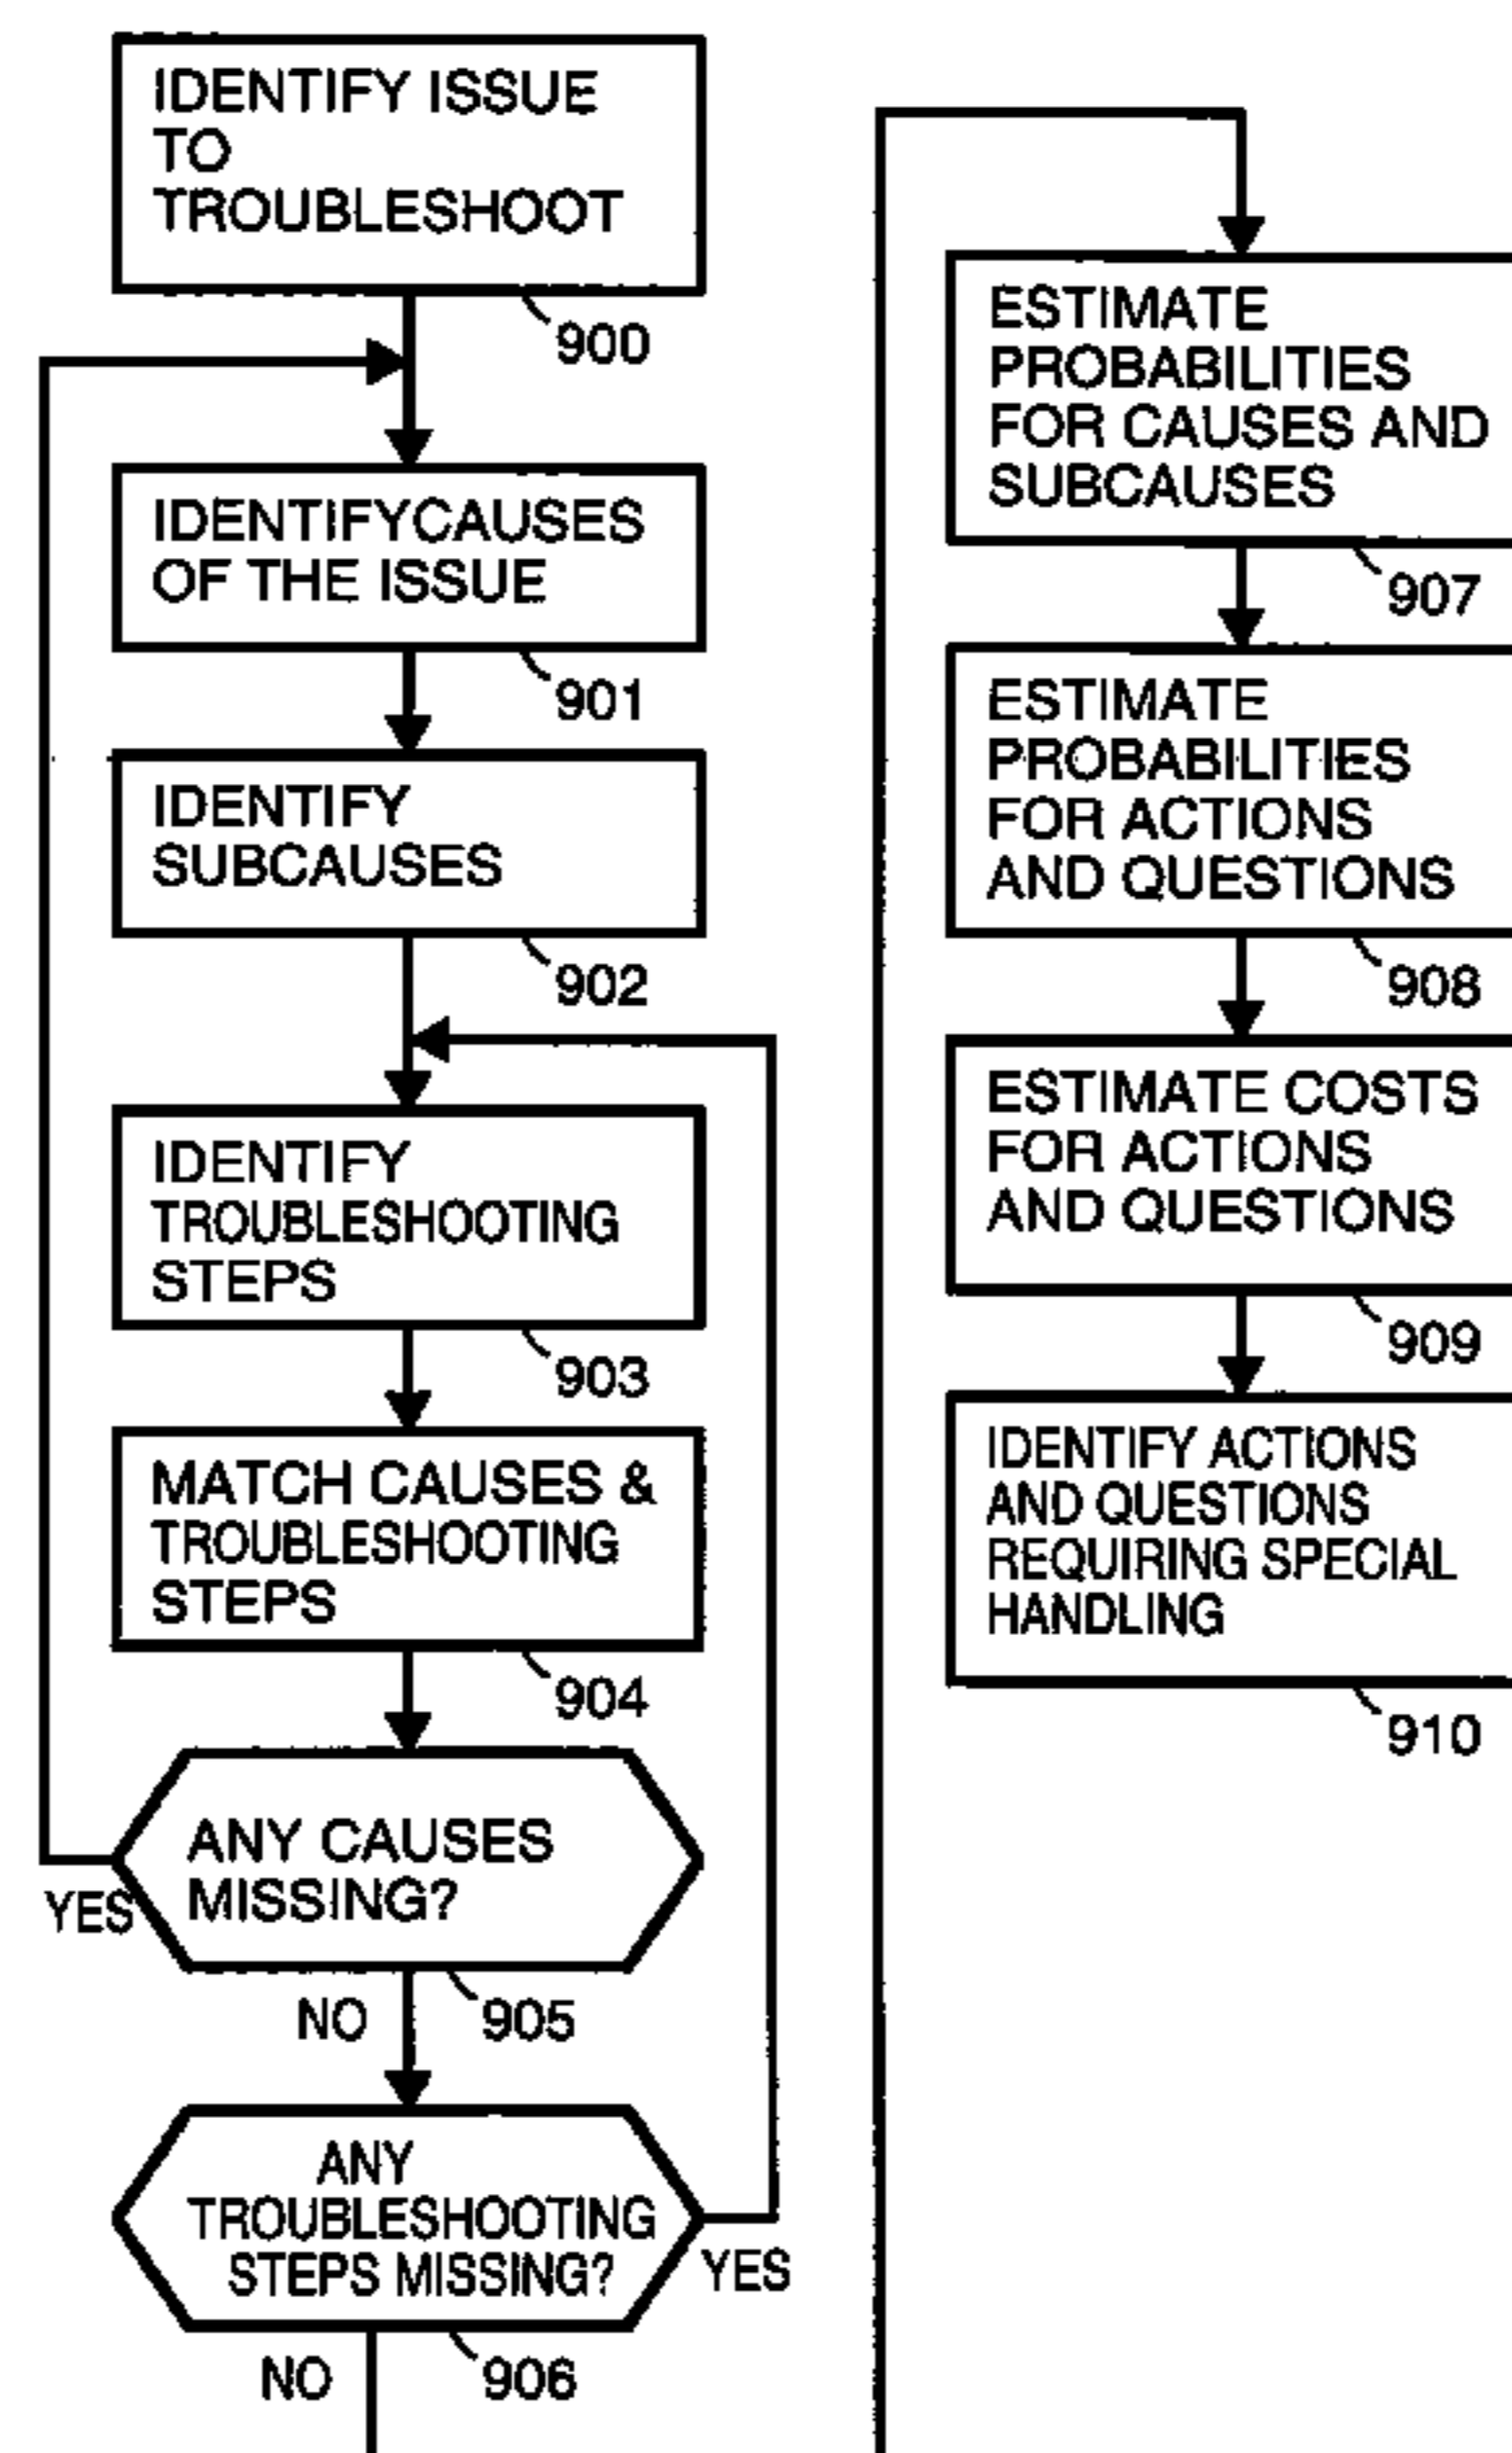 IDENTIFY ISSUE
TO
TROUBLESHOOT
900
IDENTIFYCAUSES
OF THE ISSUE
901
IDENTIFY
SUBCAUSES
902
IDENTIFY
TROUBLESHOOTING
STEPS
903
MATCH CAUSES &
TROUBLESHOOTING
STEPS
904
ANY CAUSES
MISSING?
YES
NO
905
ANY
TROUBLESHOOTING
STEPS MISSING?
YES
NO
906
ESTIMATE
PROBABILITIES
FOR CAUSES AND
SUBCAUSES
907
ESTIMATE
PROBABILITIES
FOR ACTIONS
AND QUESTIONS
908
ESTIMATE COSTS
FOR ACTIONS
AND QUESTIONS
909
IDENTIFY ACTIONS
AND QUESTIONS
REQUIRING SPECIAL
HANDLING
910